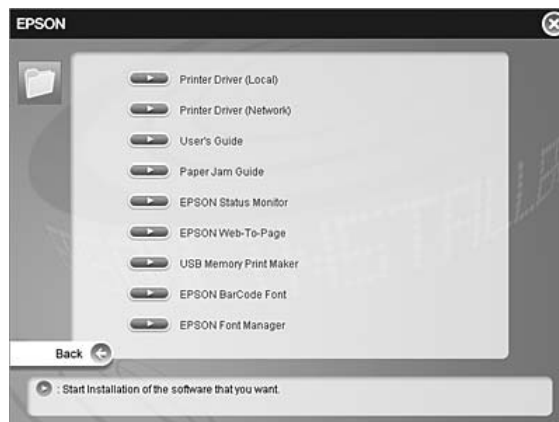 EPSON
Printer Driver (Local)
Printer Driver (Network)
User's Guide
Paper Jam Guide
EPSON Status Monitor
EPSON Web-To-Page
USB Memory Print Maker
EPSON BarCode Font
EPSON Font Manager
Back
: Start Installation of the software that you want.